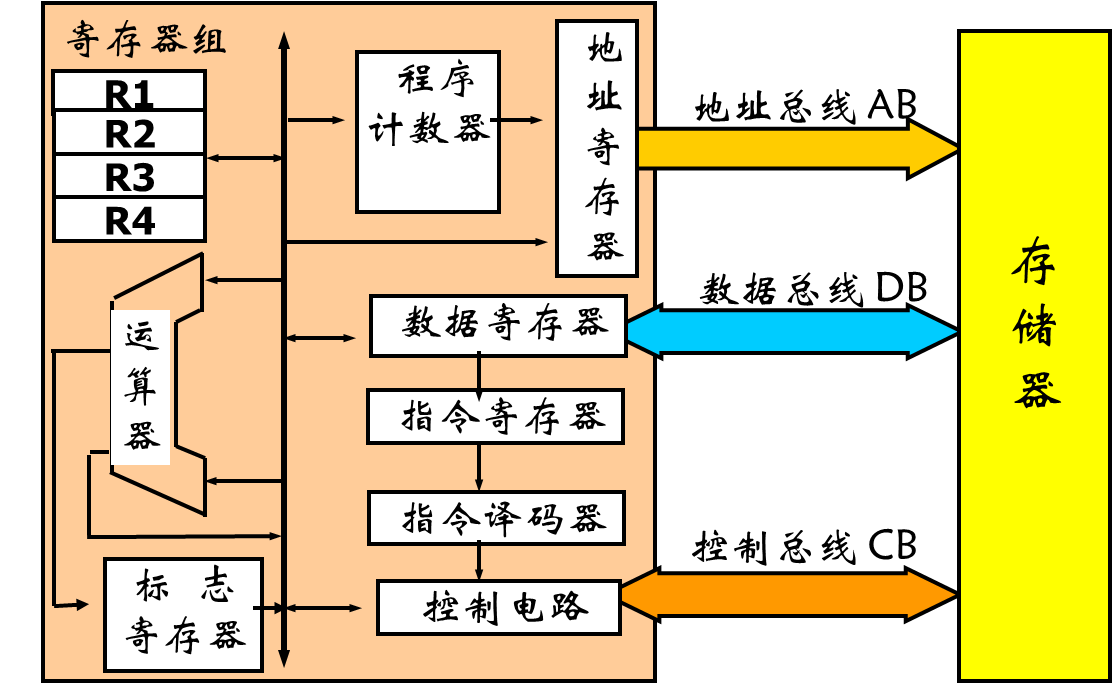 寄存器组
R1
R2
R3
R4
程序
计数器
地址寄存器
地址总线 AB
存储器
数据总线 DB
数据寄存器
运算器
指令寄存器
指令译码器
控制总线 CB
控制电路
标 志
寄存器